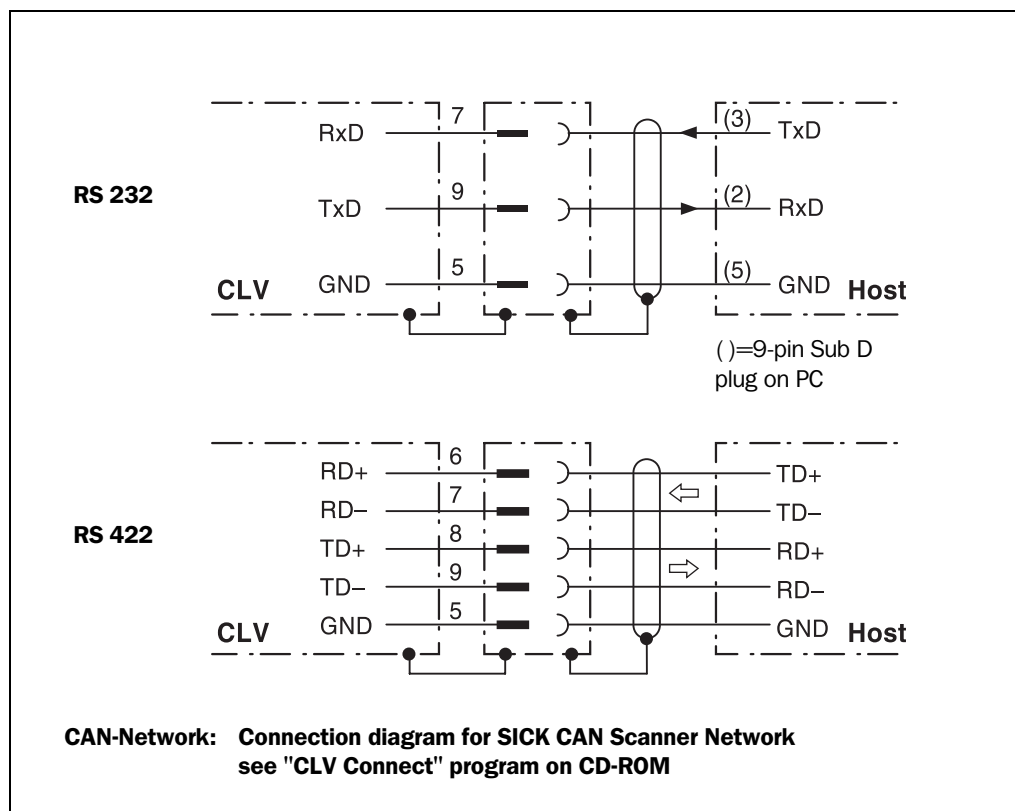 RS 232
RxD 7 (3) TxD
TxD 9 (2) RxD
CLV GND 5 (5) GND Host
( )=9-pin Sub D
plug on PC
RS 422
RD+ 6 TD+
RD– 7 TD–
TD+ 8 RD+
TD– 9 RD–
CLV GND 5 GND Host
CAN-Network: Connection diagram for SICK CAN Scanner Network
see "CLV Connect" program on CD-ROM